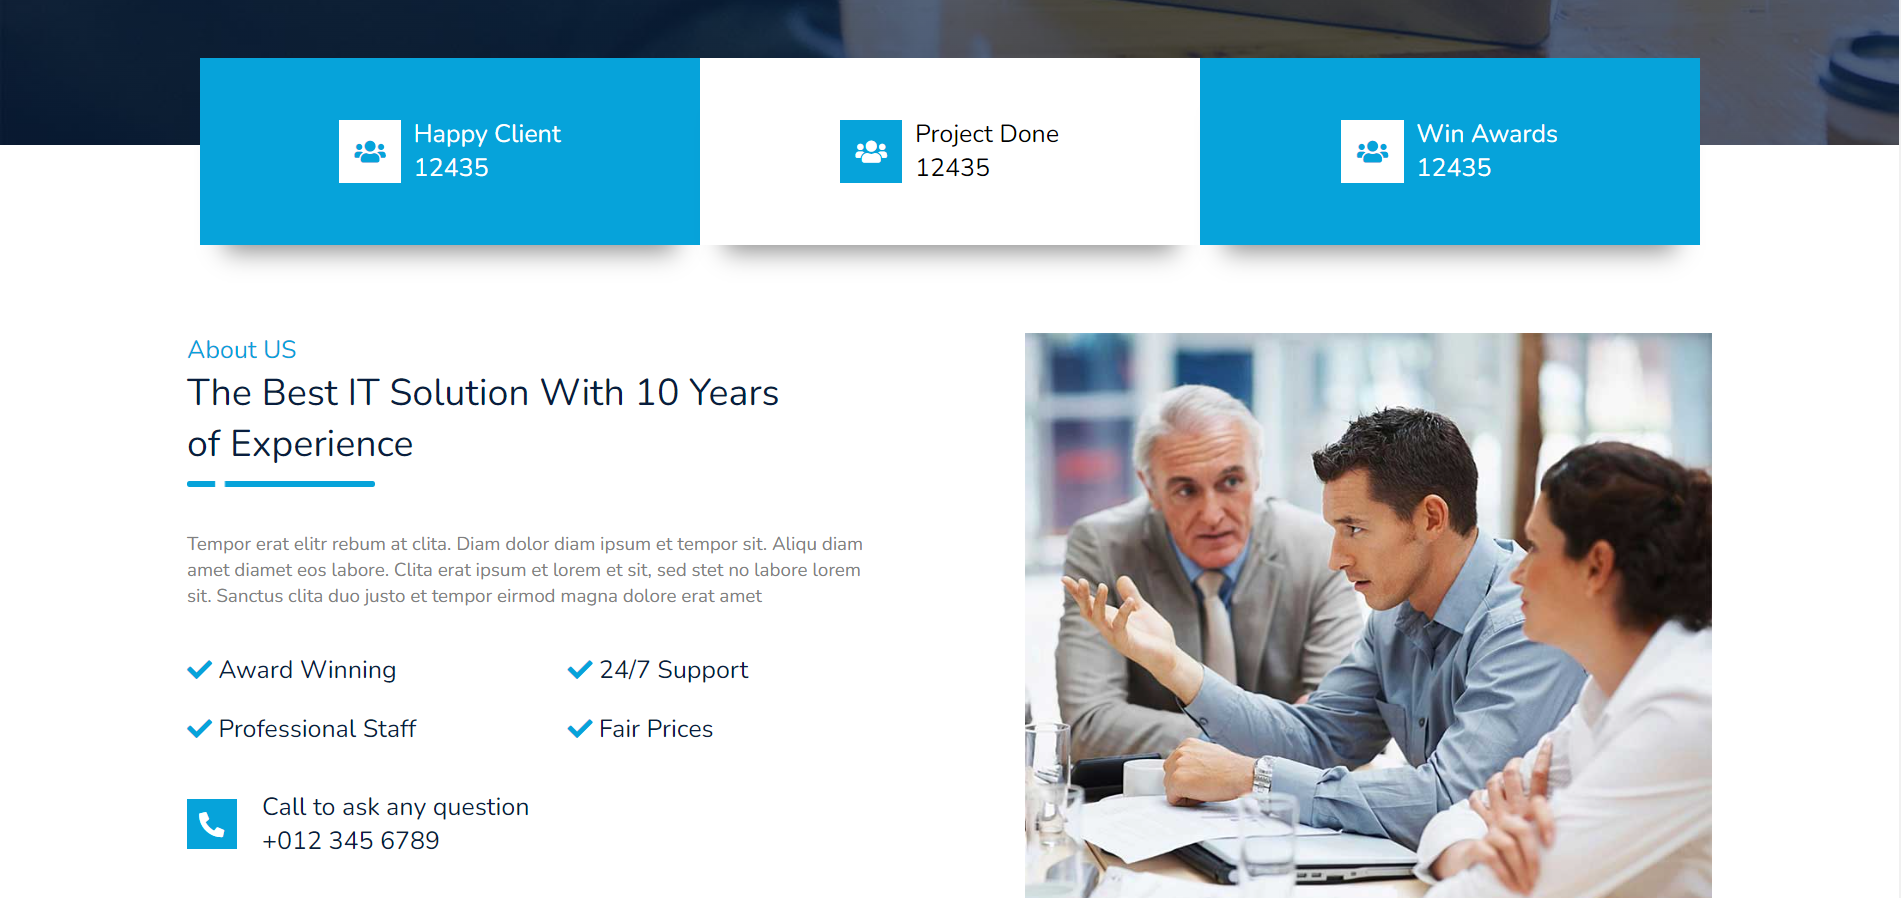 Happy Client
12435
Project Done
12435
Win Awards
12435
About US
The Best IT Solution With 10 Years
of Experience
Tempor erat elitr rebum at clita. Diam dolor diam ipsum et tempor sit. Aliqu diam
amet diamet eos labore. Clita erat ipsum et lorem et sit, sed stet no labore lorem
sit. Sanctus clita duo justo et tempor eirmod magna dolore erat amet
Award Winning
24/7 Support
Professional Staff
Fair Prices
Call to ask any question
+012 345 6789